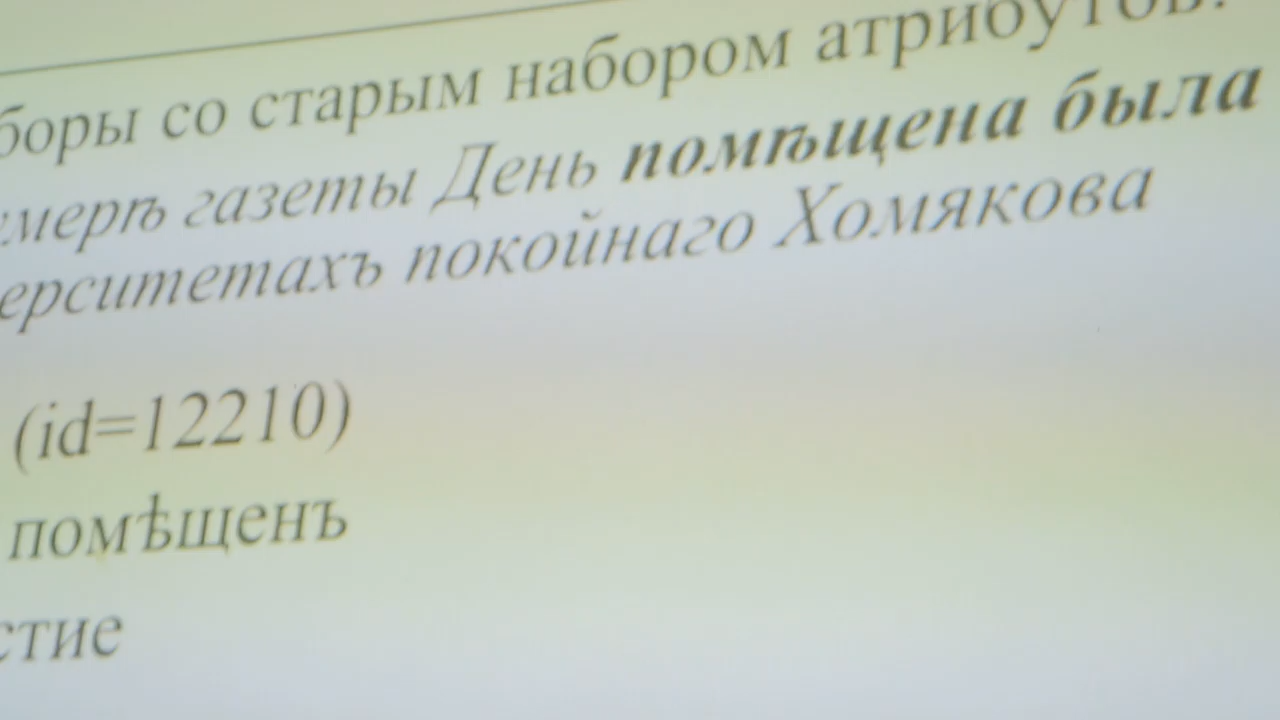 боры со старым набором атрибутов:
мерѣ газеты День помѣщена была
ерситетахъ покойнаго Хомякова
(id=12210)
помѣщенъ
стие